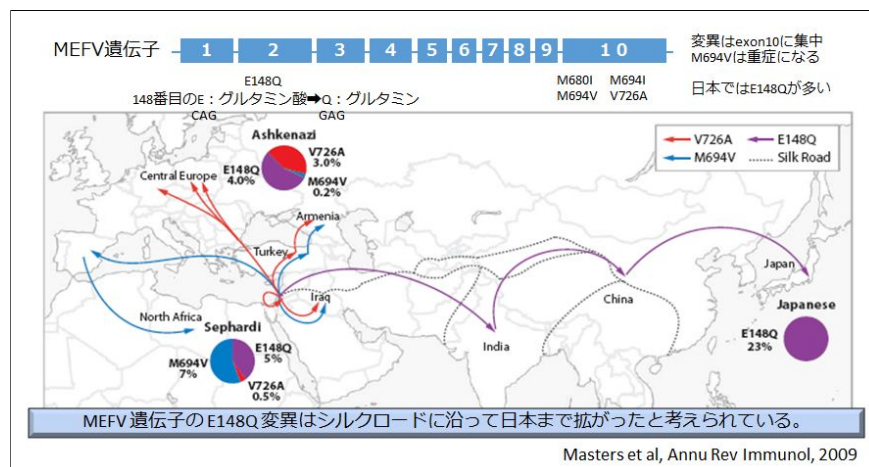 MEFV遺伝子
1 2 3 4 5 6 7 8 9 10
変異はexon10に集中
M694Vは重症になる
E148Q
148番目のE:グルタミン酸➡Q:グルタミン
CAG GAG
M680I M694I
M694V V726A
日本ではE148Qが多い
Ashkenazi
V726A
3.0%
E148Q
4.0%
M694V
0.2%
Central Europe
V726A E148Q
M694V Silk Road
Armenia
Turkey
Iraq
North Africa
Sephardi
M694V
7%
E148Q
5%
V726A
0.5%
India
China
Japan
Japanese
E148Q
23%
MEFV遺伝子のE148Q変異はシルクロードに沿って日本まで拡がったと考えられている。
Masters et al, Annu Rev Immunol, 2009